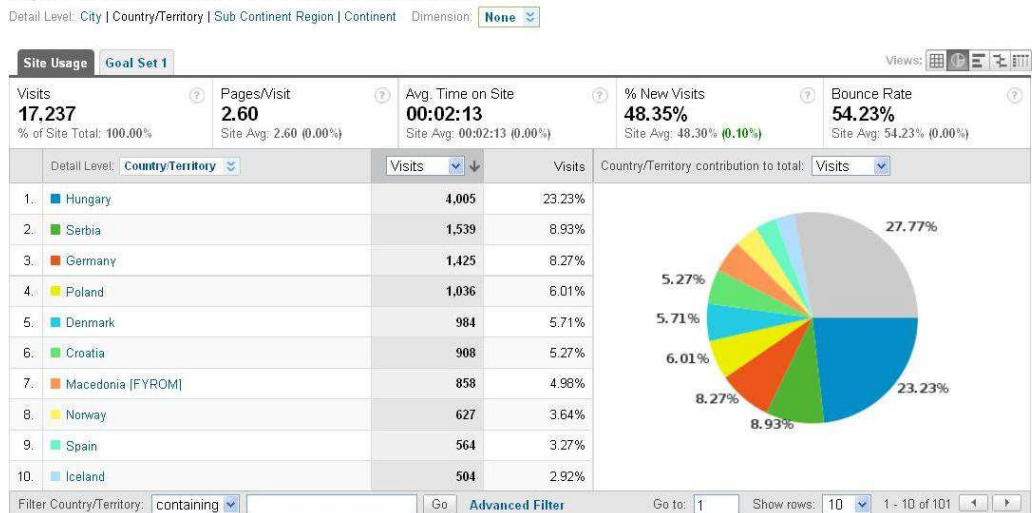 Detail Level: City | Country/Territory | Sub Continent Region | Continent Dimension: None
Site Usage Goal Set 1 Views:
Visits Pages/Visit Avg. Time on Site % New Visits Bounce Rate
17,237 2.60 00:02:13 48.35% 54.23%
% of Site Total: 100.00% Site Avg: 2.60 (0.00%) Site Avg: 00:02:13 (0.00%) Site Avg: 48.30% (0.10%) Site Avg: 54.23% (0.00%)
Detail Level: Country/Territory Visits Visits Country/Territory contribution to total: Visits
1. Hungary 4,005 23.23%
2. Serbia 1,539 8.93%
3. Germany 1,425 8.27%
4. Poland 1,036 6.01%
5. Denmark 984 5.71%
6. Croatia 908 5.27%
7. Macedonia [FYROM] 858 4.98%
8. Norway 627 3.64%
9. Spain 564 3.27%
10. Iceland 504 2.92%
27.77%
5.27%
5.71%
6.01%
8.27%
8.93%
23.23%
Filter Country/Territory: containing Go Advanced Filter Go to: 1 Show rows: 10 1 - 10 of 101